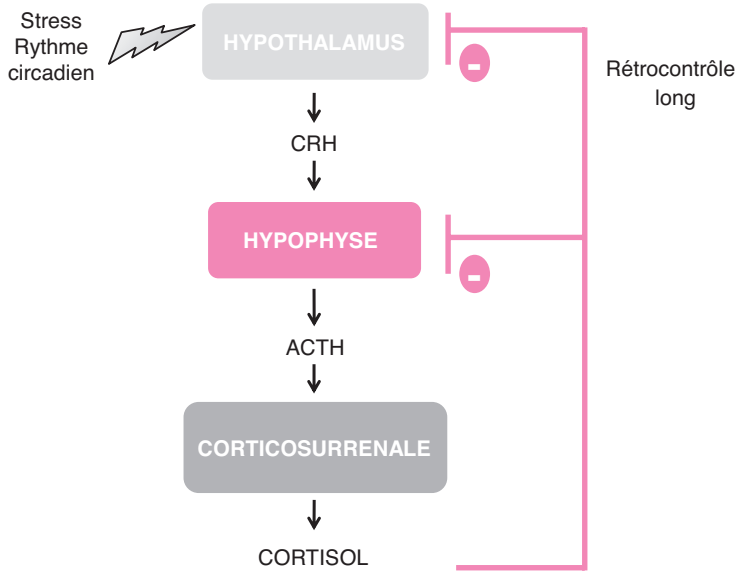 Stress
Rythme
circadien
HYPOTHALAMUS
-
Rétrocontrôle
long
CRH
HYPOPHYSE
-
ACTH
CORTICOSURRENALE
CORTISOL